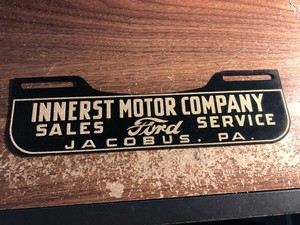 INNERST MOTOR COMPANY
SALES Ford SERVICE
JACOBUS, PA.